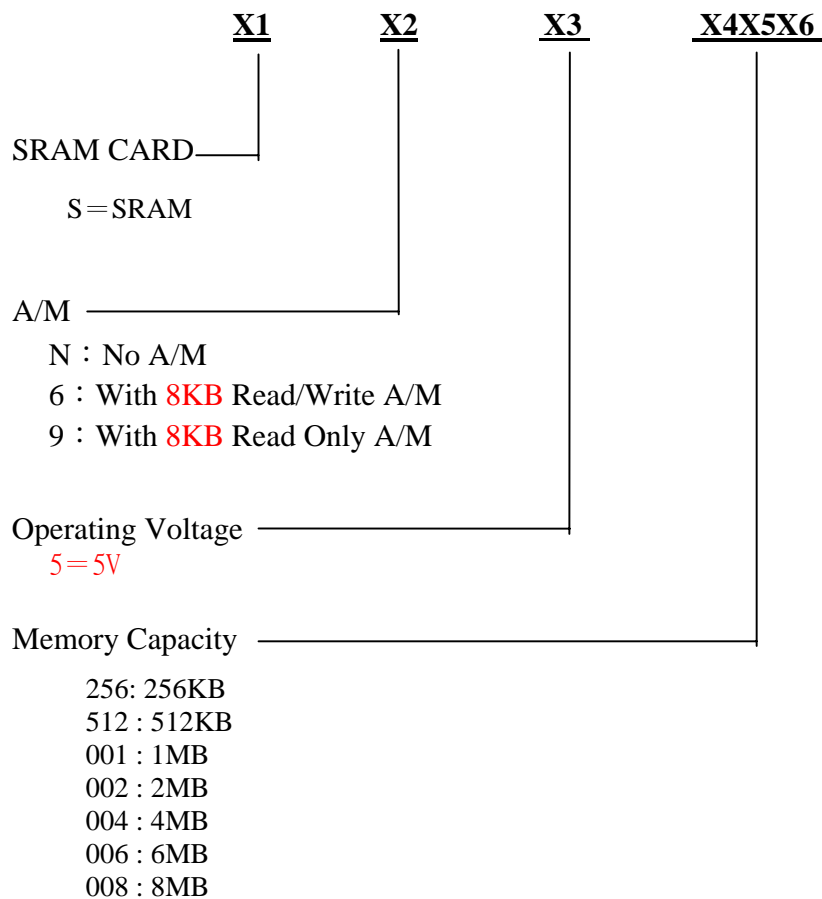 X1 X2 X3 X4X5X6
SRAM CARD
S＝SRAM
A/M
N：No A/M
6：With 8KB Read/Write A/M
9：With 8KB Read Only A/M
Operating Voltage
5＝5V
Memory Capacity
256: 256KB
512 : 512KB
001 : 1MB
002 : 2MB
004 : 4MB
006 : 6MB
008 : 8MB